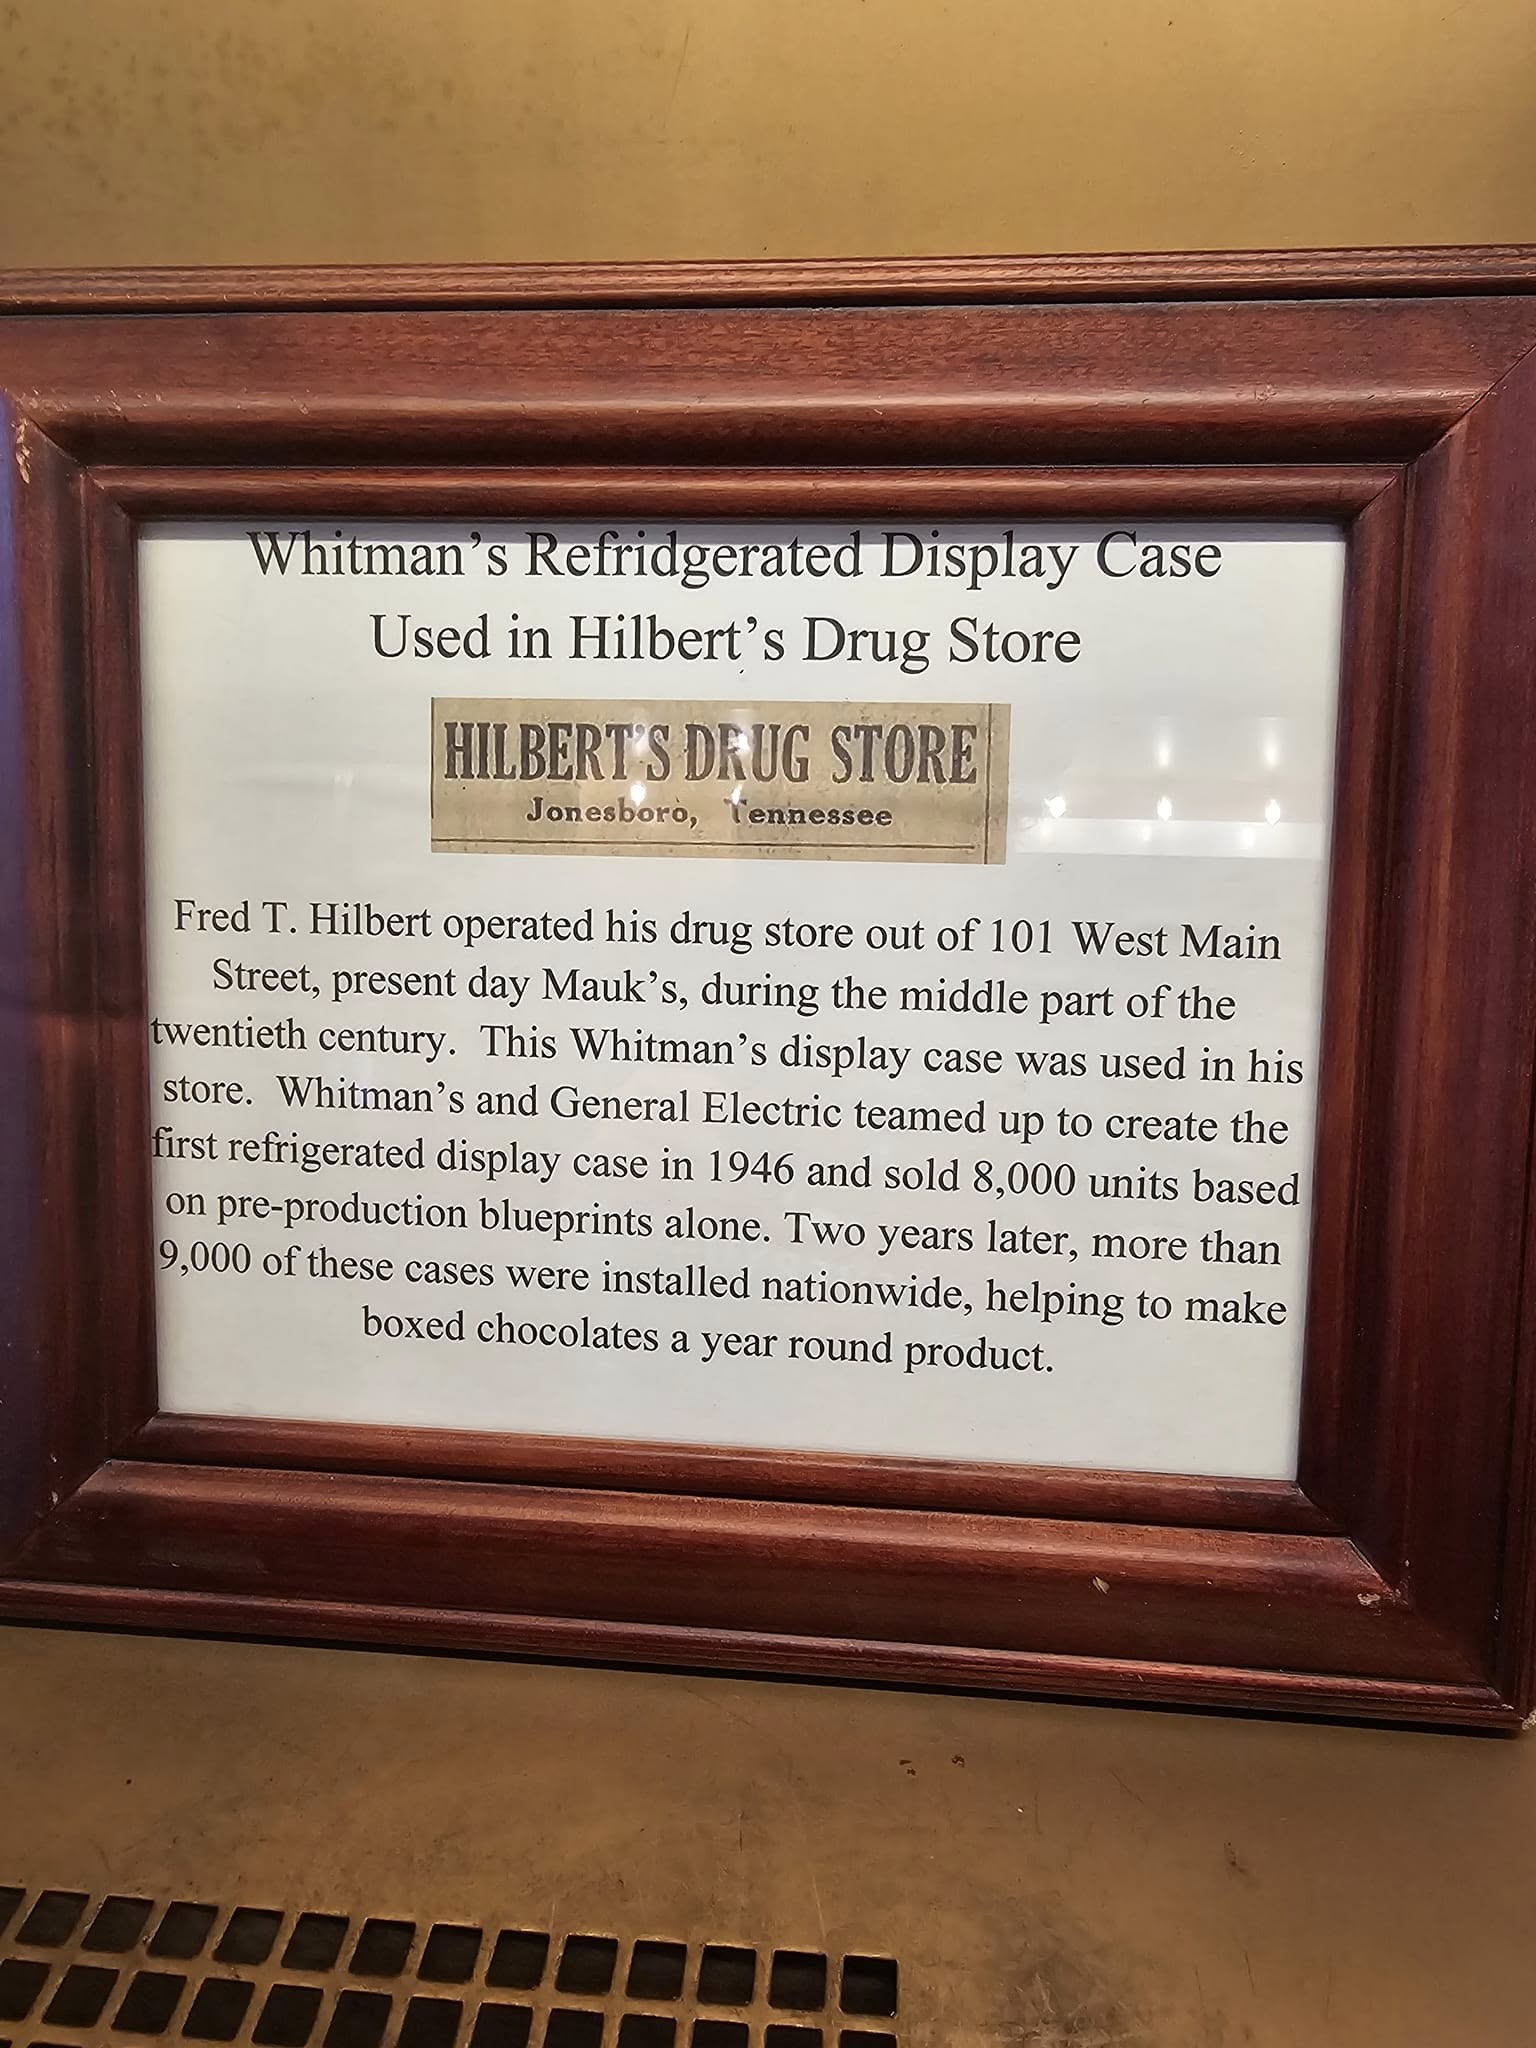 Whitman's Refridgerated Display Case
Used in Hilbert's Drug Store
HILBERT'S DRUG STORE
Jonesboro, Tennessee
Fred T. Hilbert operated his drug store out of 101 West Main
Street, present day Mauk's, during the middle part of the
twentieth century. This Whitman's display case was used in his
store. Whitman's and General Electric teamed up to create the
first refrigerated display case in 1946 and sold 8,000 units based
on pre-production blueprints alone. Two years later, more than
9,000 of these cases were installed nationwide, helping to make
boxed chocolates a year round product.